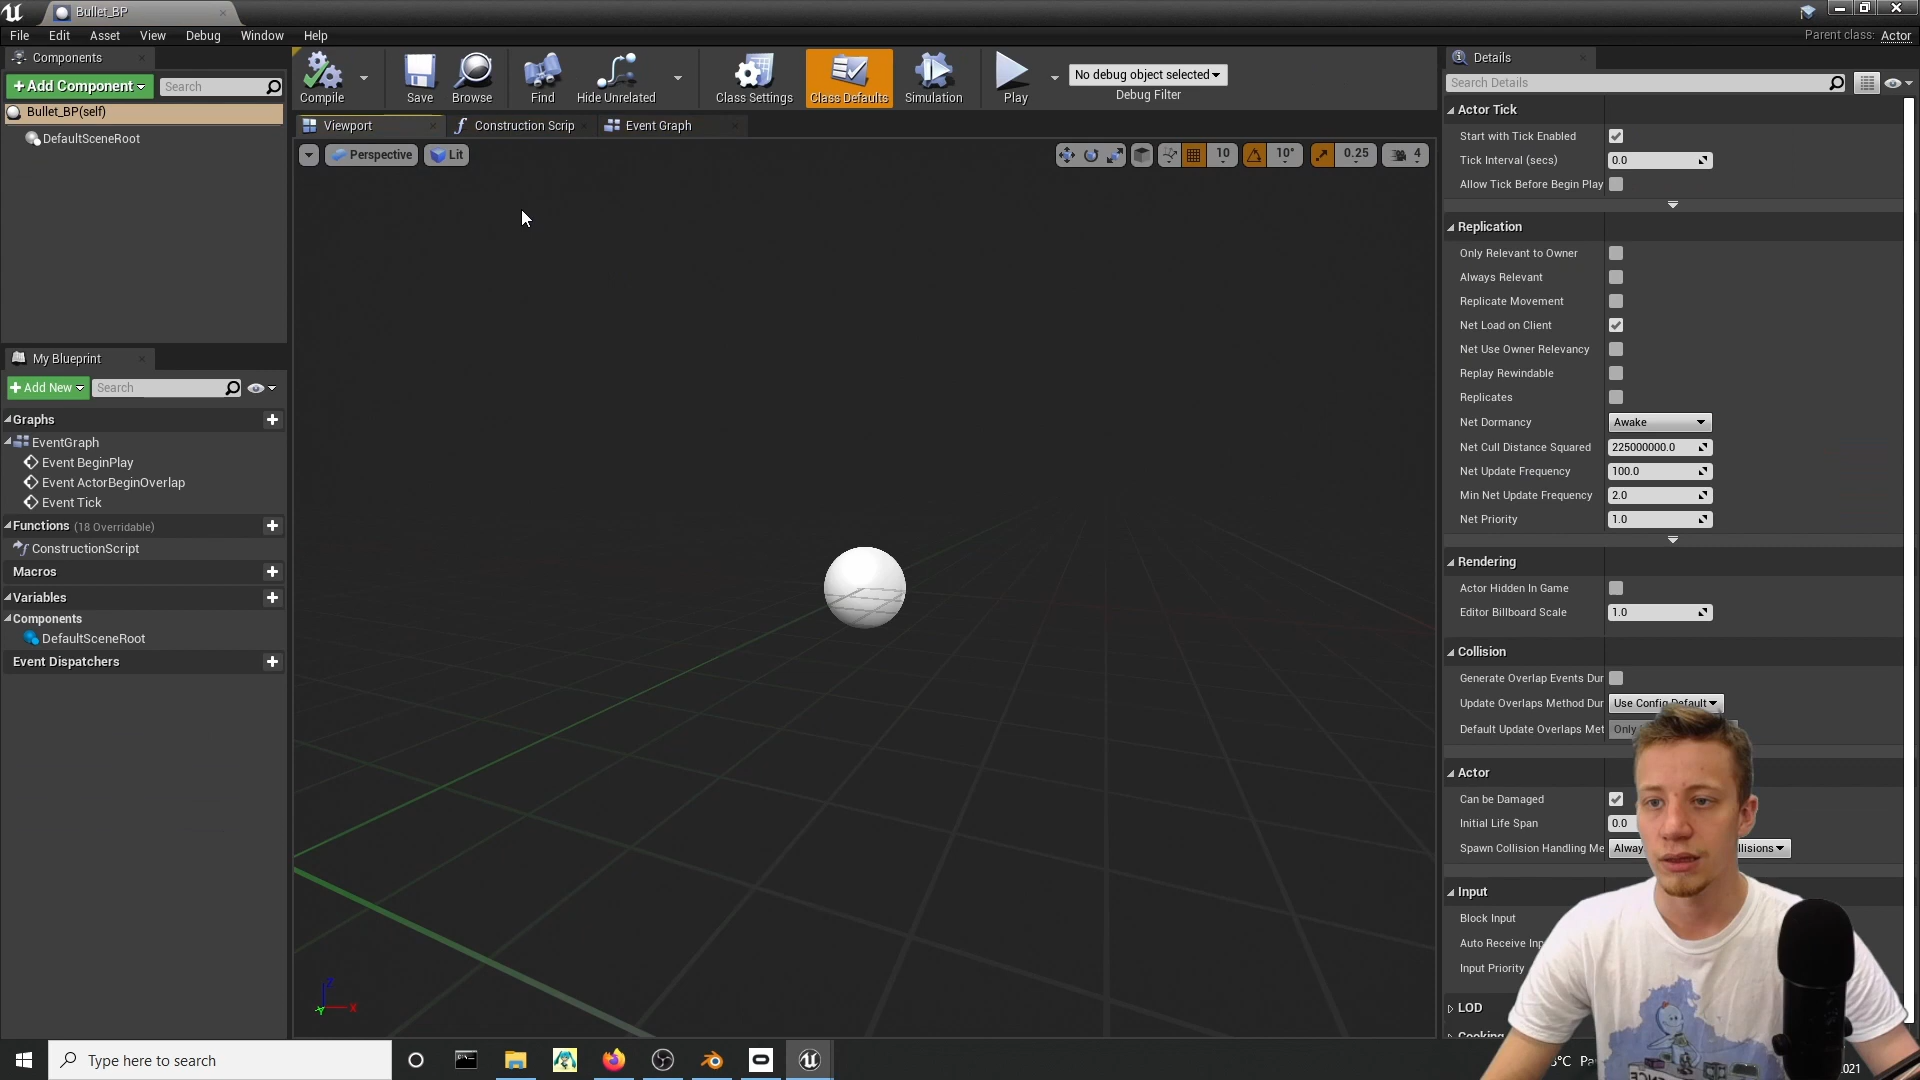 Bullet_BP
File Edit Asset View Debug Window Help
Parent class: Actor
Components
+ Add Component
Search
Bullet_BP(self)
DefaultSceneRoot
Compile
Save
Browse
Find
Hide Unrelated
Class Settings
Class Defaults
Simulation
Play
No debug object selected
Debug Filter
Viewport
Construction Scrip
Event Graph
Perspective
Lit
10
10°
0.25
4
My Blueprint
+ Add New
Search
Graphs
EventGraph
Event BeginPlay
Event ActorBeginOverlap
Event Tick
Functions (18 Overridable)
ConstructionScript
Macros
Variables
Components
DefaultSceneRoot
Event Dispatchers
Details
Search Details
Actor Tick
Start with Tick Enabled
Tick Interval (secs) 0.0
Allow Tick Before Begin Play
Replication
Only Relevant to Owner
Always Relevant
Replicate Movement
Net Load on Client
Net Use Owner Relevancy
Replay Rewindable
Replicates
Net Dormancy Awake
Net Cull Distance Squared 225000000.0
Net Update Frequency 100.0
Min Net Update Frequency 2.0
Net Priority 1.0
Rendering
Actor Hidden In Game
Editor Billboard Scale 1.0
Collision
Generate Overlap Events Dur
Update Overlaps Method Dur Use Config Default
Default Update Overlaps Met Only
Actor
Can be Damaged
Initial Life Span 0.0
Spawn Collision Handling Me Alway llisions
Input
Block Input
Auto Receive Inp
Input Priority
LOD
Cooking
Z
X
Y
Type here to search
°C Pa
2021